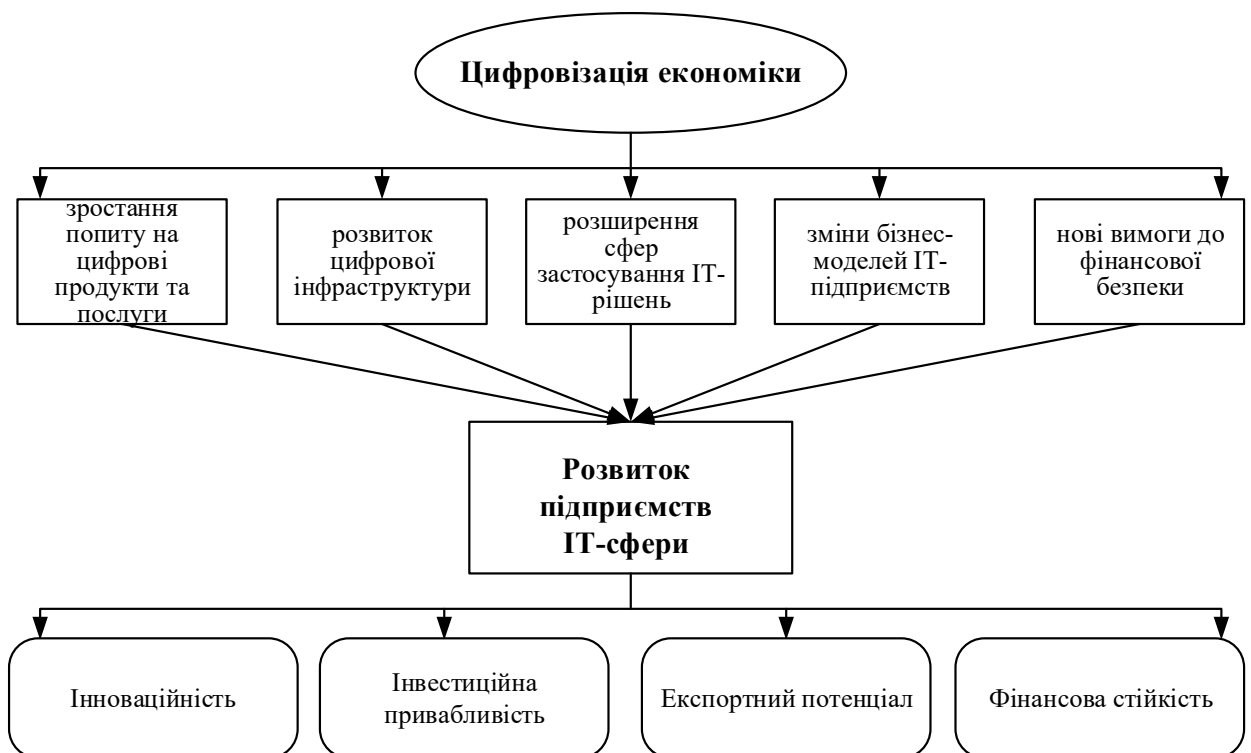 Цифровізація економіки
зростання
попиту на
цифрові
продукти та
послуги
розвиток
цифрової
інфраструктури
розширення
сфер
застосування ІТ-
рішень
зміни бізнес-
моделей ІТ-
підприємств
нові вимоги до
фінансової
безпеки
Розвиток
підприємств
ІТ-сфери
Інноваційність
Інвестиційна
привабливість
Експортний потенціал
Фінансова стійкість